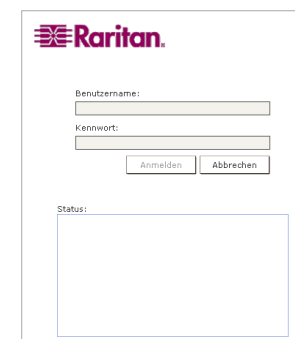 Raritan.
Benutzername:
Kennwort:
Anmelden Abbrechen
Status: